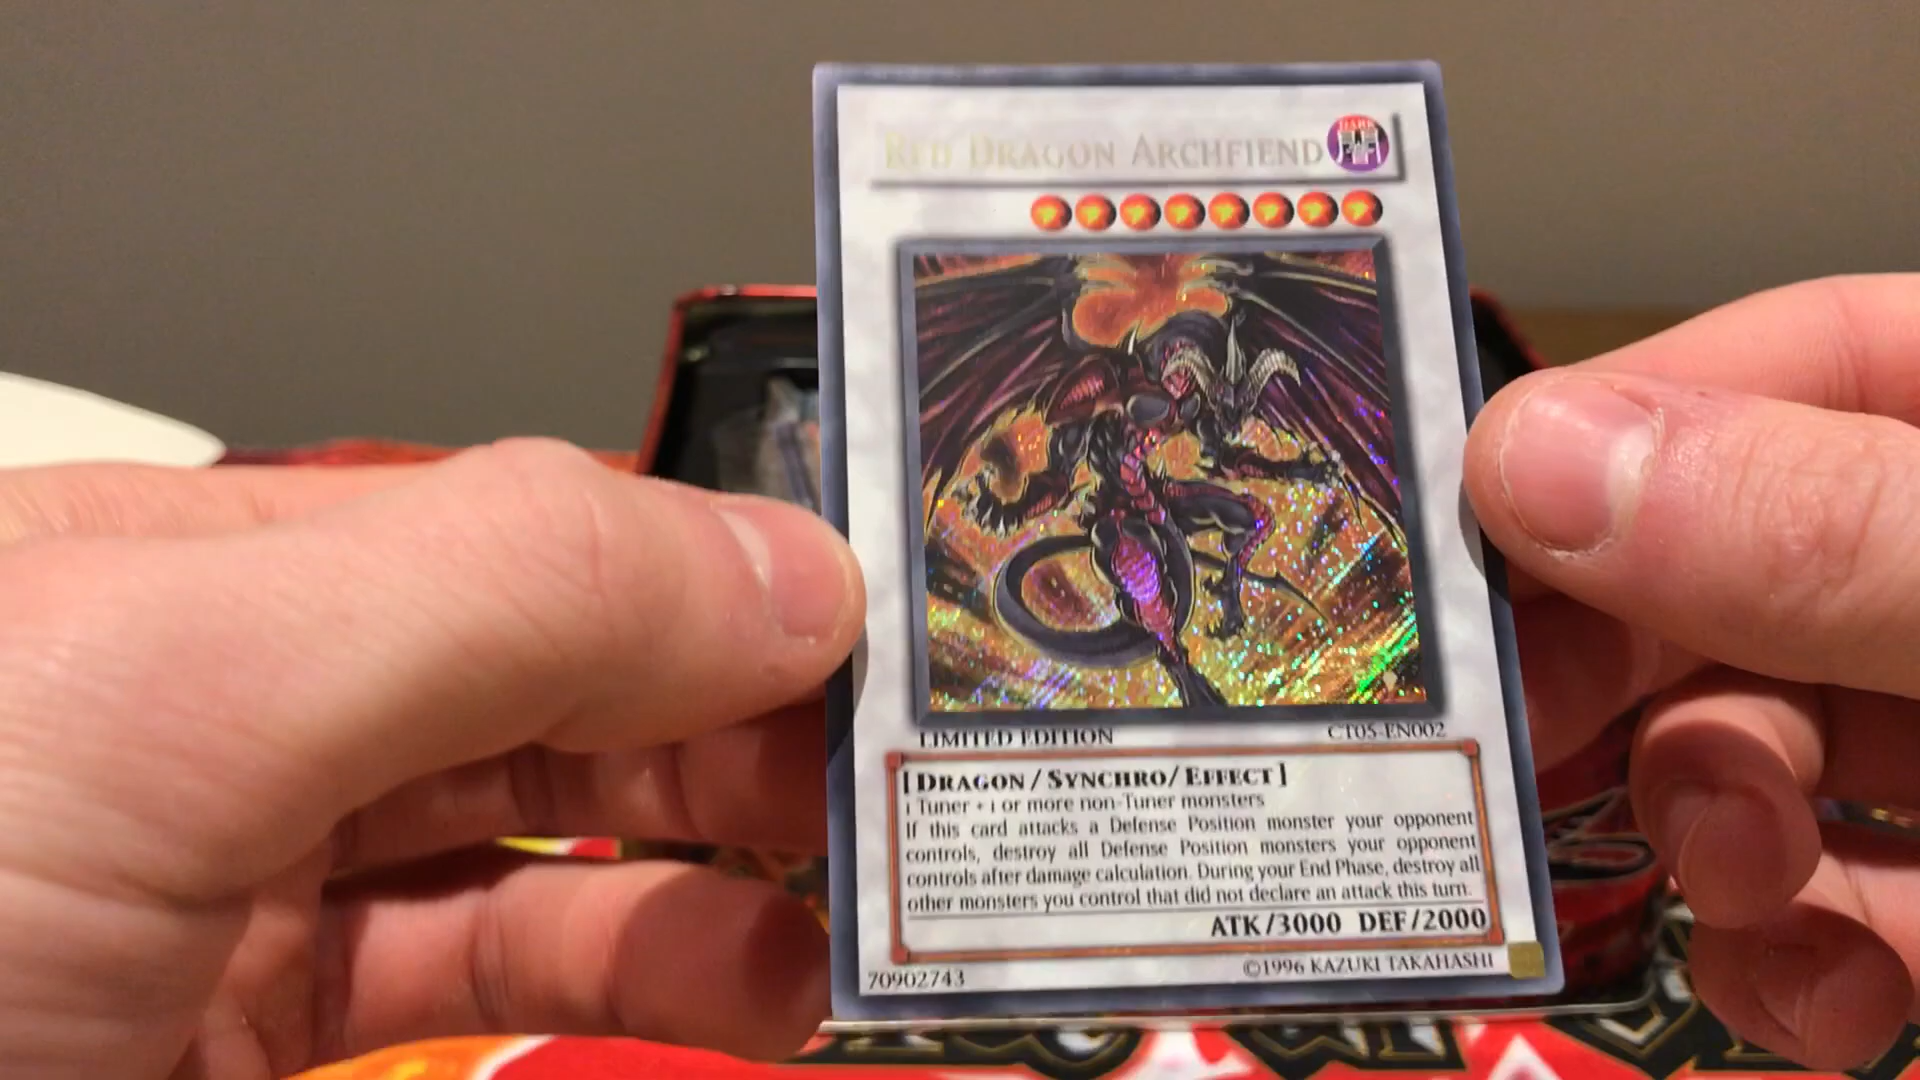 RED DRAGON ARCHFIEND
DARK
LIMITED EDITION
CT05-EN002
[DRAGON/SYNCHRO/EFFECT]
1 Tuner + 1 or more non-Tuner monsters
If this card attacks a Defense Position monster your opponent
controls, destroy all Defense Position monsters your opponent
controls after damage calculation. During your End Phase, destroy all
other monsters you control that did not declare an attack this turn.
ATK/3000 DEF/2000
70902743
©1996 KAZUKI TAKAHASHI